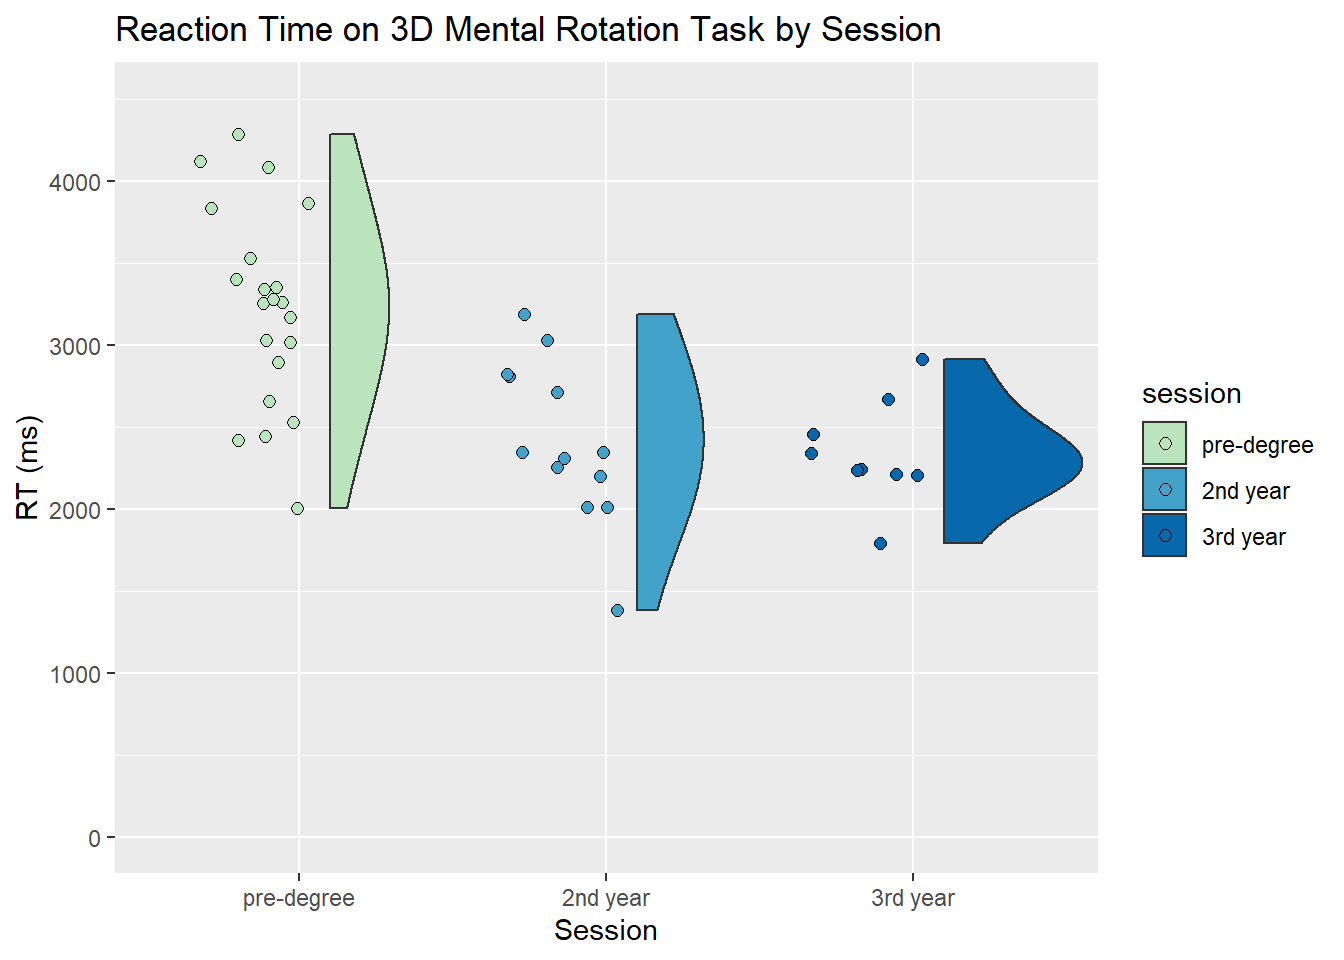 Reaction Time on 3D Mental Rotation Task by Session
RT (ms)
4000
3000
2000
1000
0
pre-degree
2nd year
3rd year
Session
session
pre-degree
2nd year
3rd year